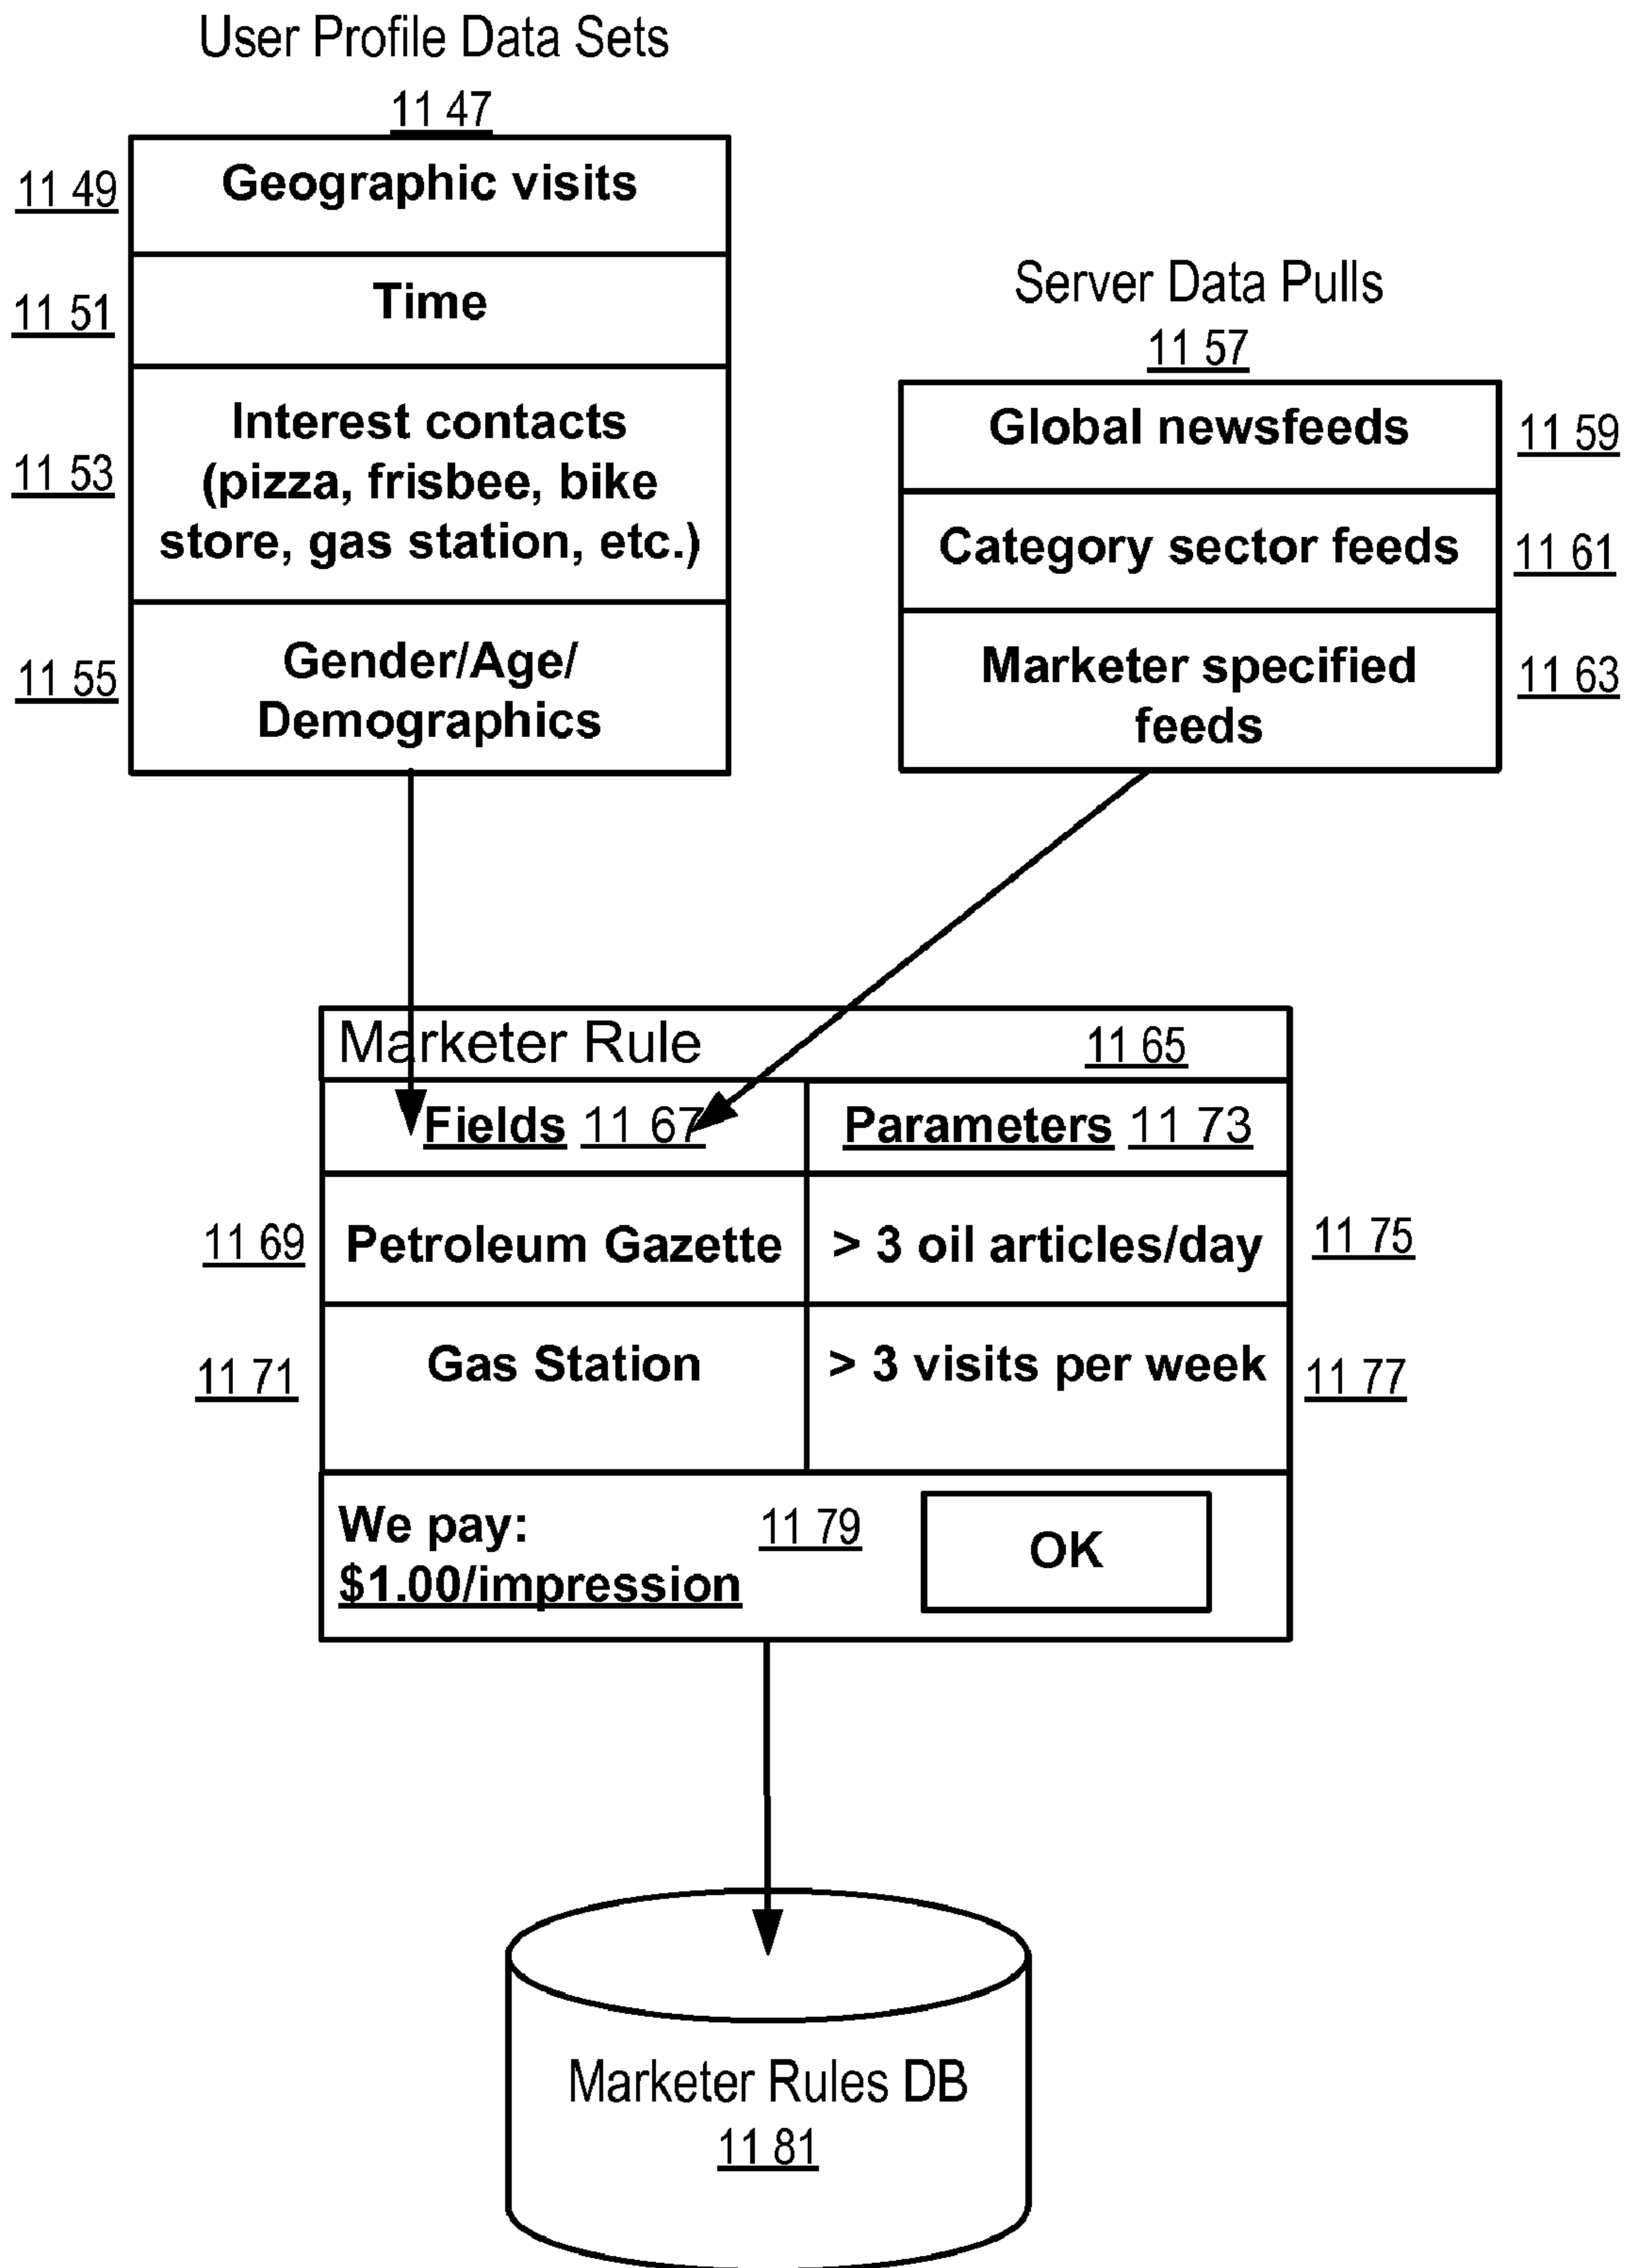 User Profile Data Sets
11 47
11 49
Geographic visits
11 51
Time
11 53
Interest contacts
(pizza, frisbee, bike
store, gas station, etc.)
11 55
Gender/Age/
Demographics
Server Data Pulls
11 57
Global newsfeeds
11 59
Category sector feeds
11 61
Marketer specified
feeds
11 63
Marketer Rule 11 65
Fields 11 67
Parameters 11 73
11 69
Petroleum Gazette
> 3 oil articles/day
11 75
11 71
Gas Station
> 3 visits per week
11 77
We pay:
$1.00/impression
11 79
OK
Marketer Rules DB
11 81